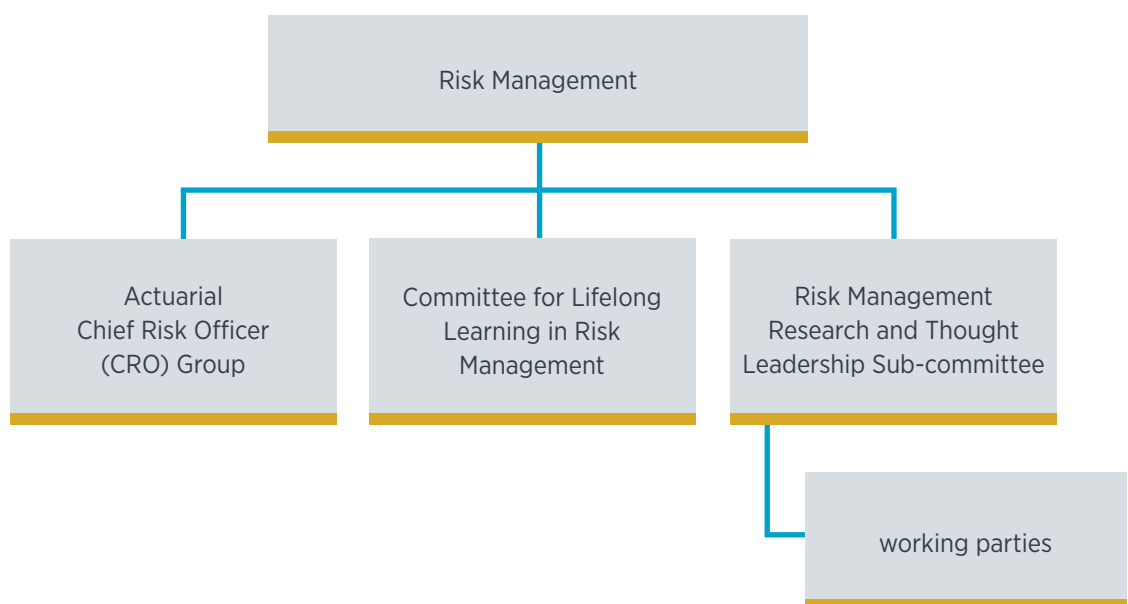 Risk Management
Actuarial
Chief Risk Officer
(CRO) Group
Committee for Lifelong
Learning in Risk
Management
Risk Management
Research and Thought
Leadership Sub-committee
working parties